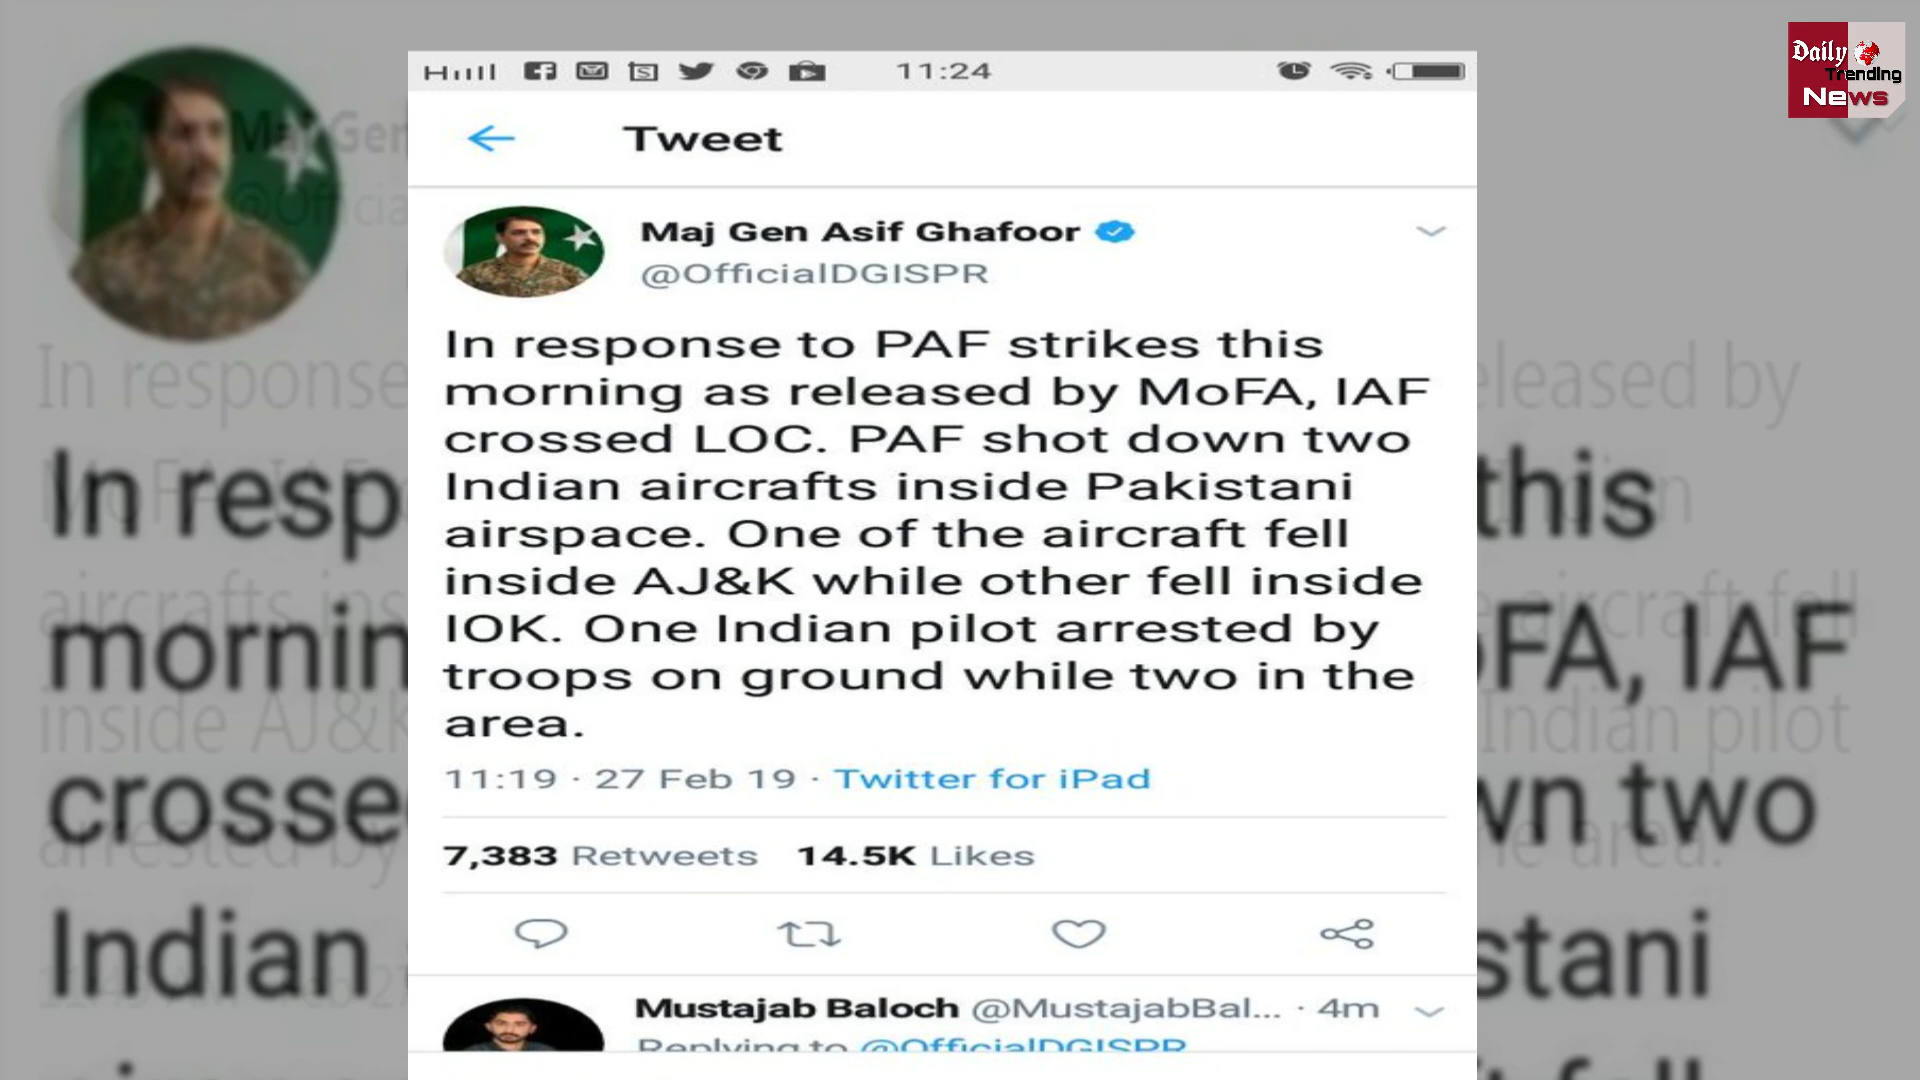 11:24
Daily
Trending
News
Tweet
Maj Gen Asif Ghafoor
@OfficialDGISPR
In response to PAF strikes this
morning as released by MoFA, IAF
crossed LOC. PAF shot down two
Indian aircrafts inside Pakistani
airspace. One of the aircraft fell
inside AJ&K while other fell inside
IOK. One Indian pilot arrested by
troops on ground while two in the
area.
11:19 · 27 Feb 19 · Twitter for iPad
7,383 Retweets 14.5K Likes
Mustajab Baloch @MustajabBal... · 4m
Replying to @OfficialDGISPR